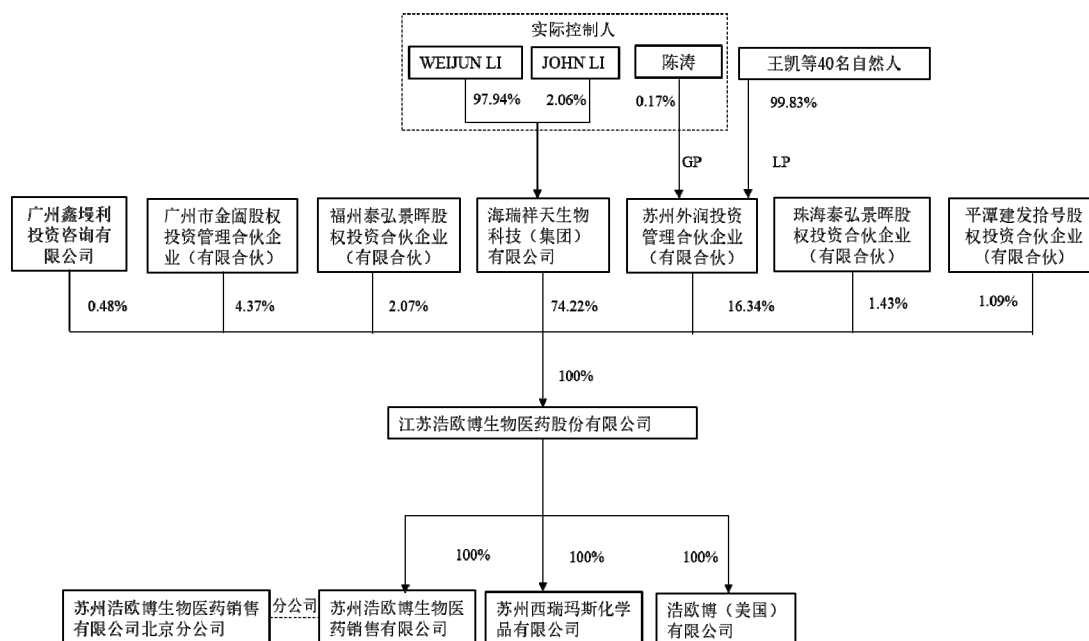 实际控制人
WEIJUN LI
JOHN LI
陈涛
王凯等40名自然人
97.94%
2.06%
0.17%
99.83%
GP
LP
广州鑫墁利
投资咨询有
限公司
广州市金阖股权
投资管理合伙企
业（有限合伙）
福州泰弘景晖股
权投资合伙企业
（有限合伙）
海瑞祥天生物
科技（集团）
有限公司
苏州外润投资
管理合伙企业
（有限合伙）
珠海泰弘景晖股
权投资合伙企业
（有限合伙）
平潭建发拾号股
权投资合伙企业
（有限合伙）
0.48%
4.37%
2.07%
74.22%
16.34%
1.43%
1.09%
100%
江苏浩欧博生物医药股份有限公司
100%
100%
100%
苏州浩欧博生物医药销售
有限公司北京分公司
分公司
苏州浩欧博生物医
药销售有限公司
苏州西瑞玛斯化学
品有限公司
浩欧博（美国）
有限公司